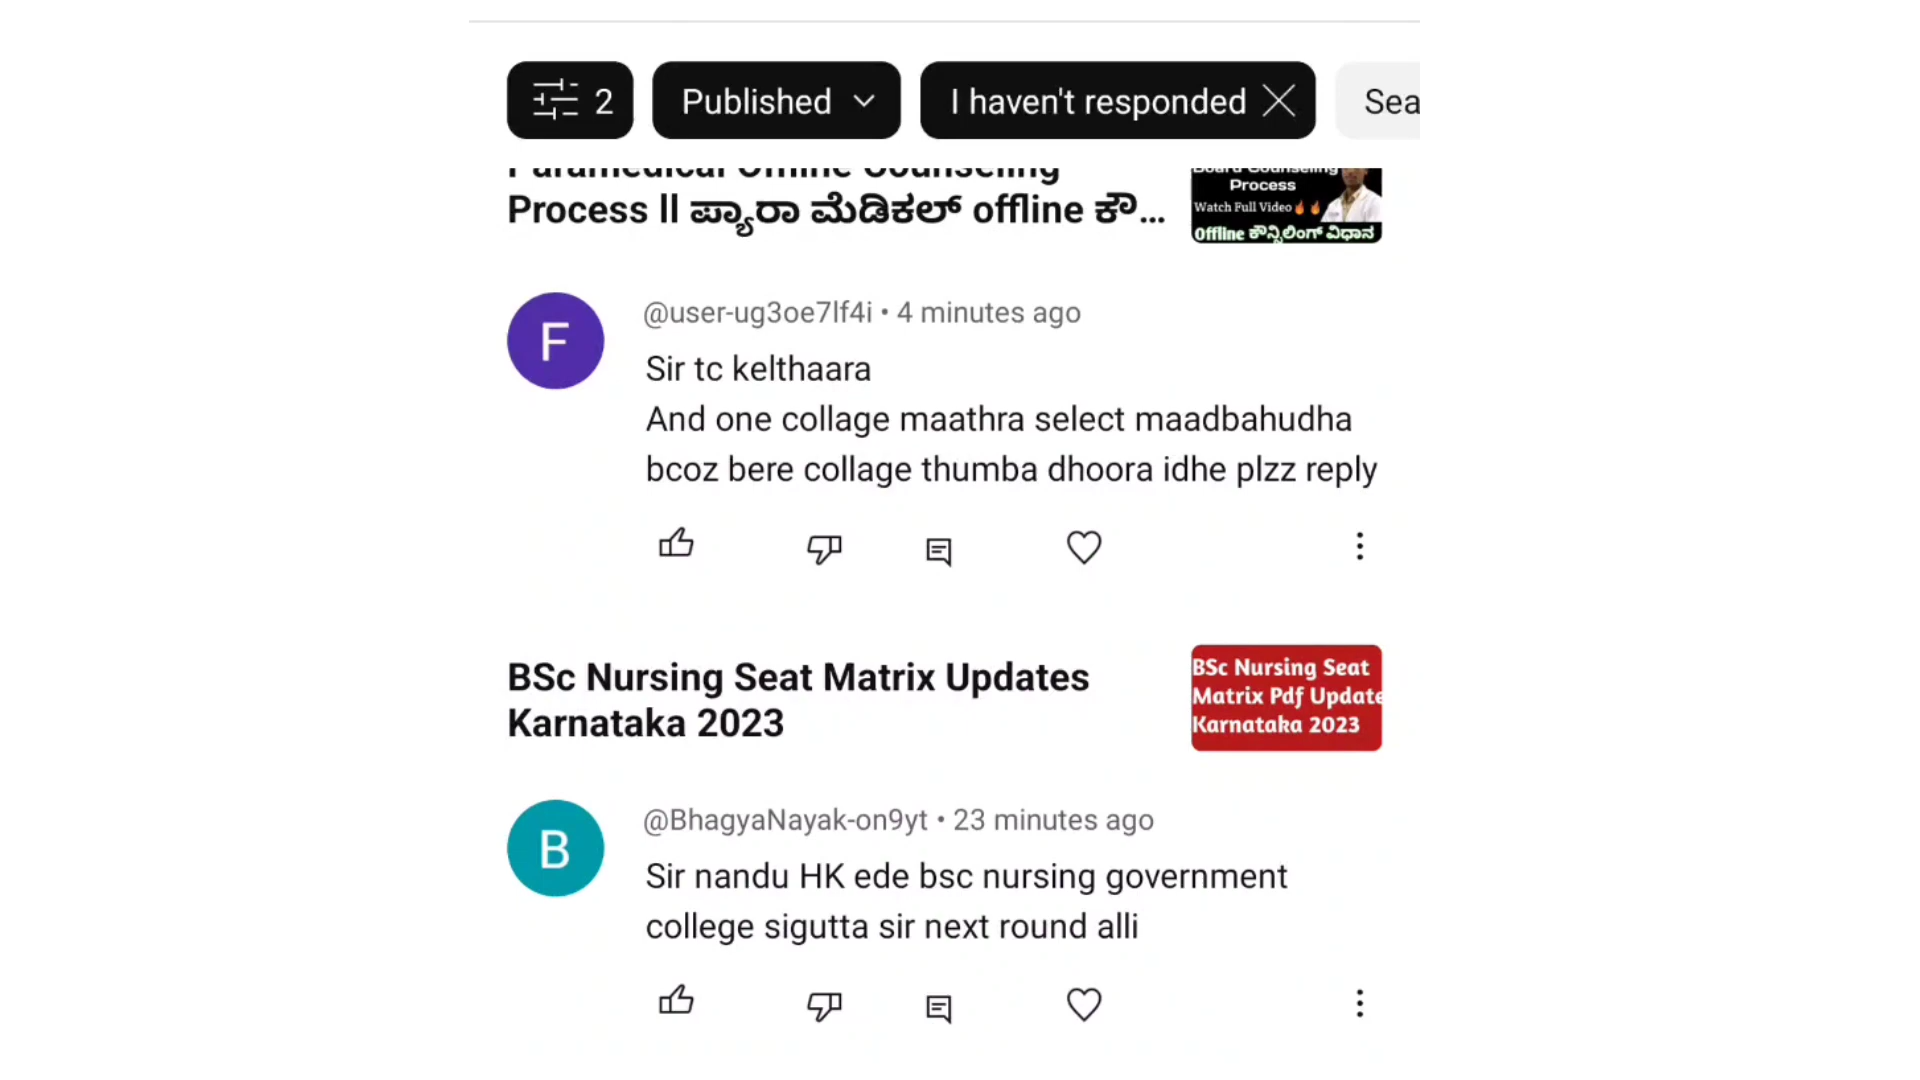 2
Published
I haven't responded
Sea
Paramedical Offline Counseling
Process ll ಪ್ಯಾರಾ ಮೆಡಿಕಲ್ offline ಕೌ...
Board Counseling
Process
Watch Full Video
Offline ಕೌನ್ಸಿಲಿಂಗ್ ವಿಧಾನ
F
@user-ug3oe7lf4i • 4 minutes ago
Sir tc kelthaara
And one collage maathra select maadbahudha
bcoz bere collage thumba dhoora idhe plzz reply
BSc Nursing Seat Matrix Updates
Karnataka 2023
BSc Nursing Seat
Matrix Pdf Update
Karnataka 2023
B
@BhagyaNayak-on9yt • 23 minutes ago
Sir nandu HK ede bsc nursing government
college sigutta sir next round alli